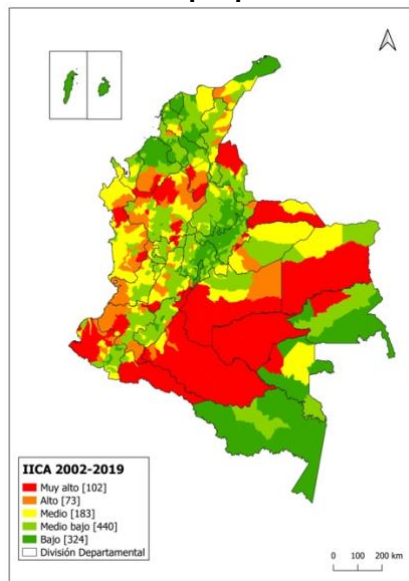 IICA 2002-2019
Muy alto [102]
Alto [73]
Medio [183]
Medio bajo [440]
Bajo [324]
División Departamental
0 100 200 km